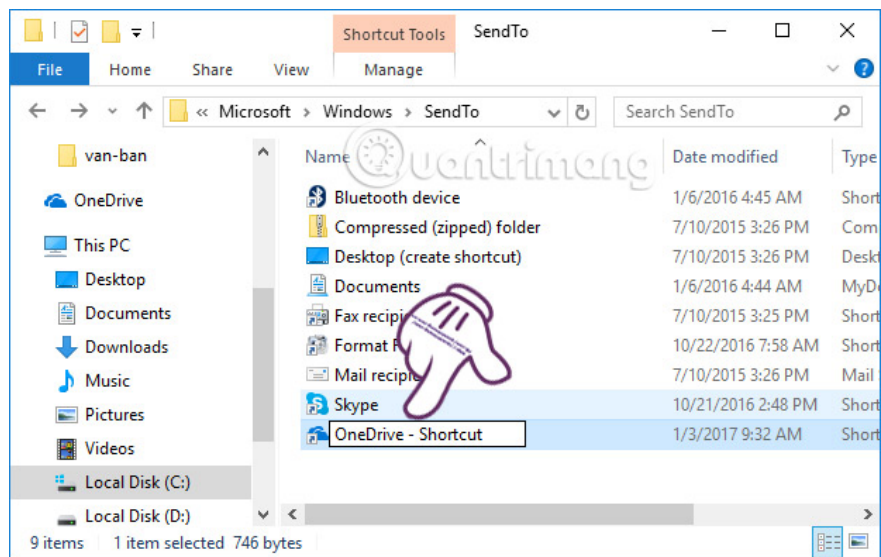 Shortcut Tools SendTo
File Home Share View Manage
« Microsoft > Windows > SendTo Search SendTo
van-ban
OneDrive
This PC
Desktop
Documents
Downloads
Music
Pictures
Videos
Local Disk (C:)
Local Disk (D:)
Name Date modified Type
Quantrimang
Bluetooth device 1/6/2016 4:45 AM Short
Compressed (zipped) folder 7/10/2015 3:26 PM Com
Desktop (create shortcut) 7/10/2015 3:26 PM Deskt
Documents 1/6/2016 4:44 AM MyDo
Fax recipi 7/10/2015 3:25 PM Short
Format F 10/22/2016 7:58 AM Short
Mail recipie 7/10/2015 3:26 PM Mail
Skype 10/21/2016 2:48 PM Short
OneDrive - Shortcut 1/3/2017 9:32 AM Short
9 items 1 item selected 746 bytes